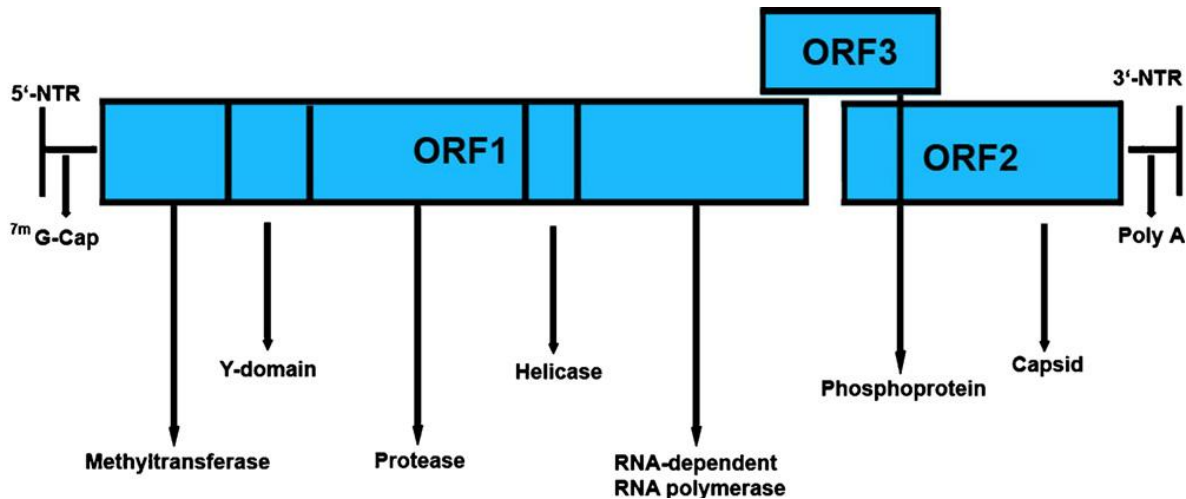 ORF3
5‘-NTR
3‘-NTR
ORF1
ORF2
7m G-Cap
Poly A
Y-domain
Helicase
Capsid
Phosphoprotein
Methyltransferase
Protease
RNA-dependent
RNA polymerase